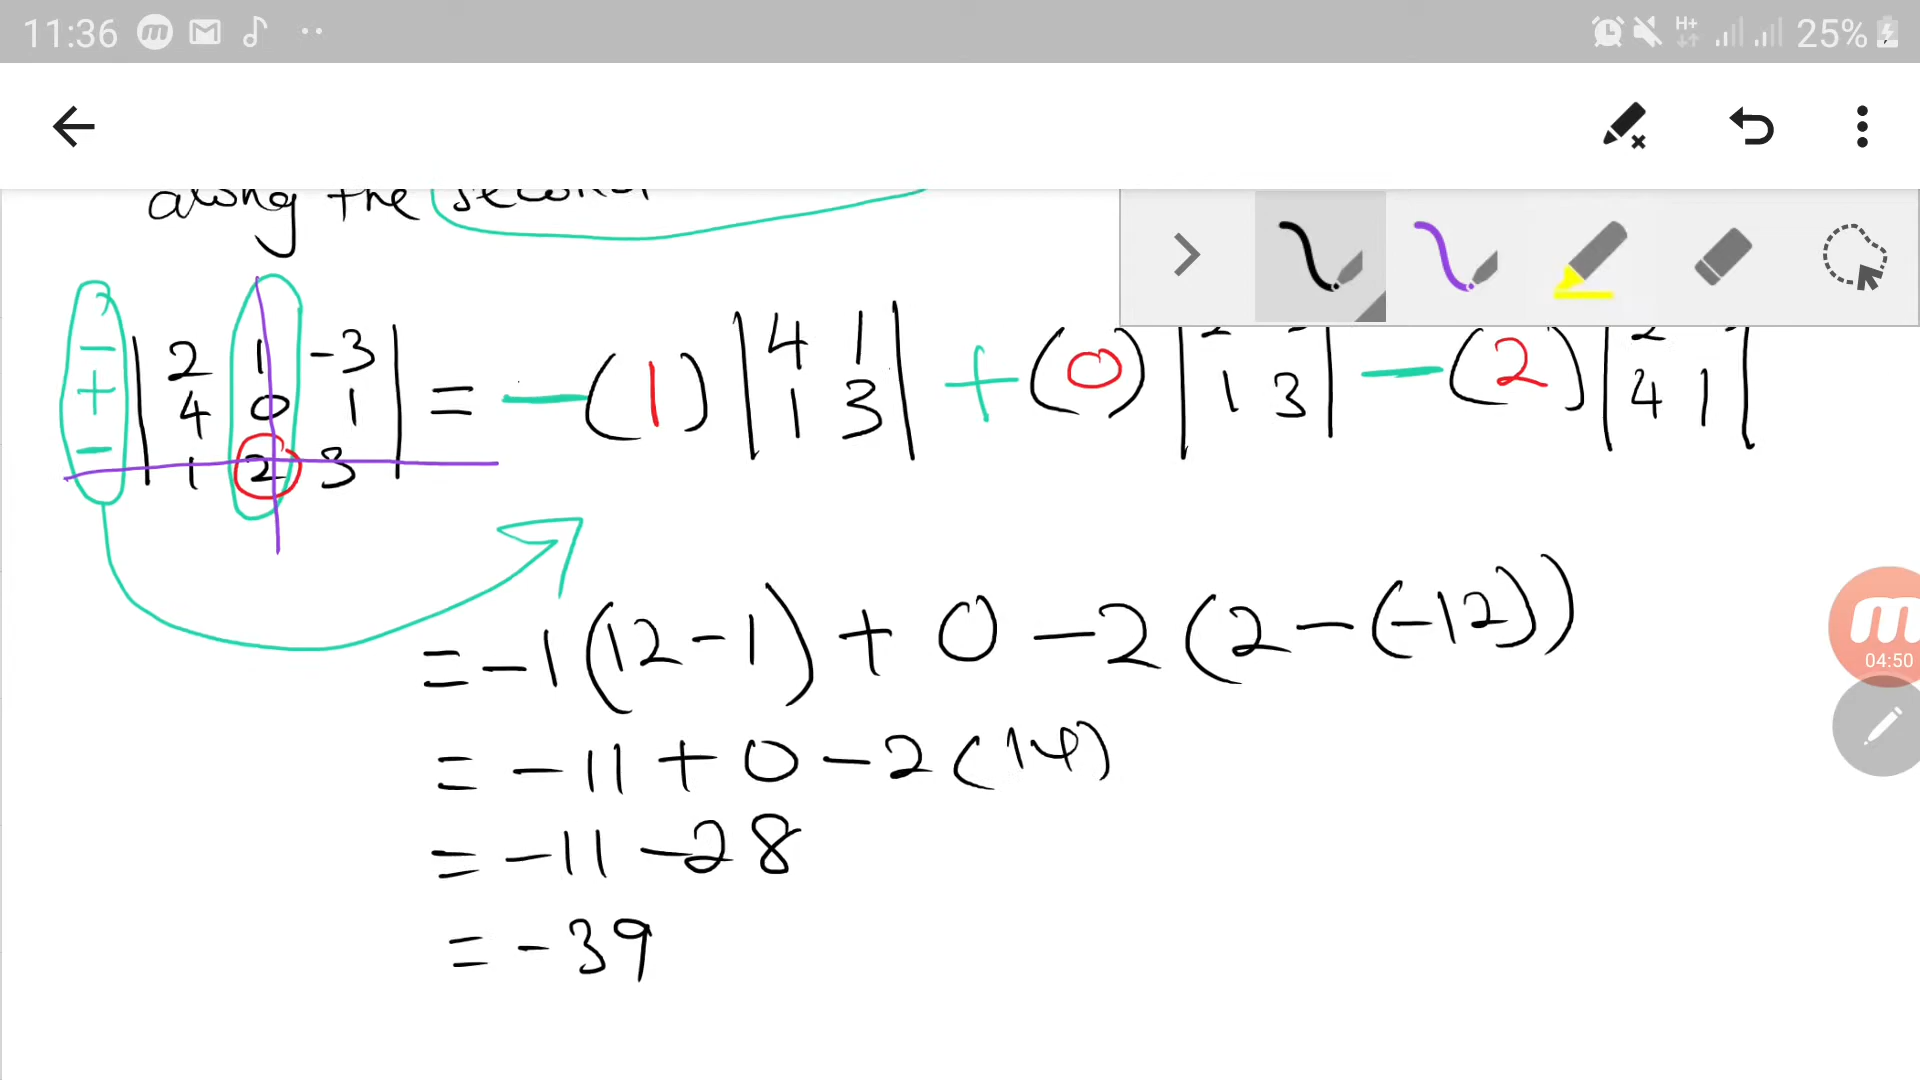 11:36 25%
along the second
− | 2 1 -3 |
+ | 4 0 1 |
− | 1 2 3 |
= -(1) | 4 1 | + (0) | | - (2) | |
| 1 3 | | 1 3 | | 4 1 |
= -1(12-1) + 0 - 2(2-(-12))
04:50
= -11 + 0 - 2(14)
= -11 - 28
= -39